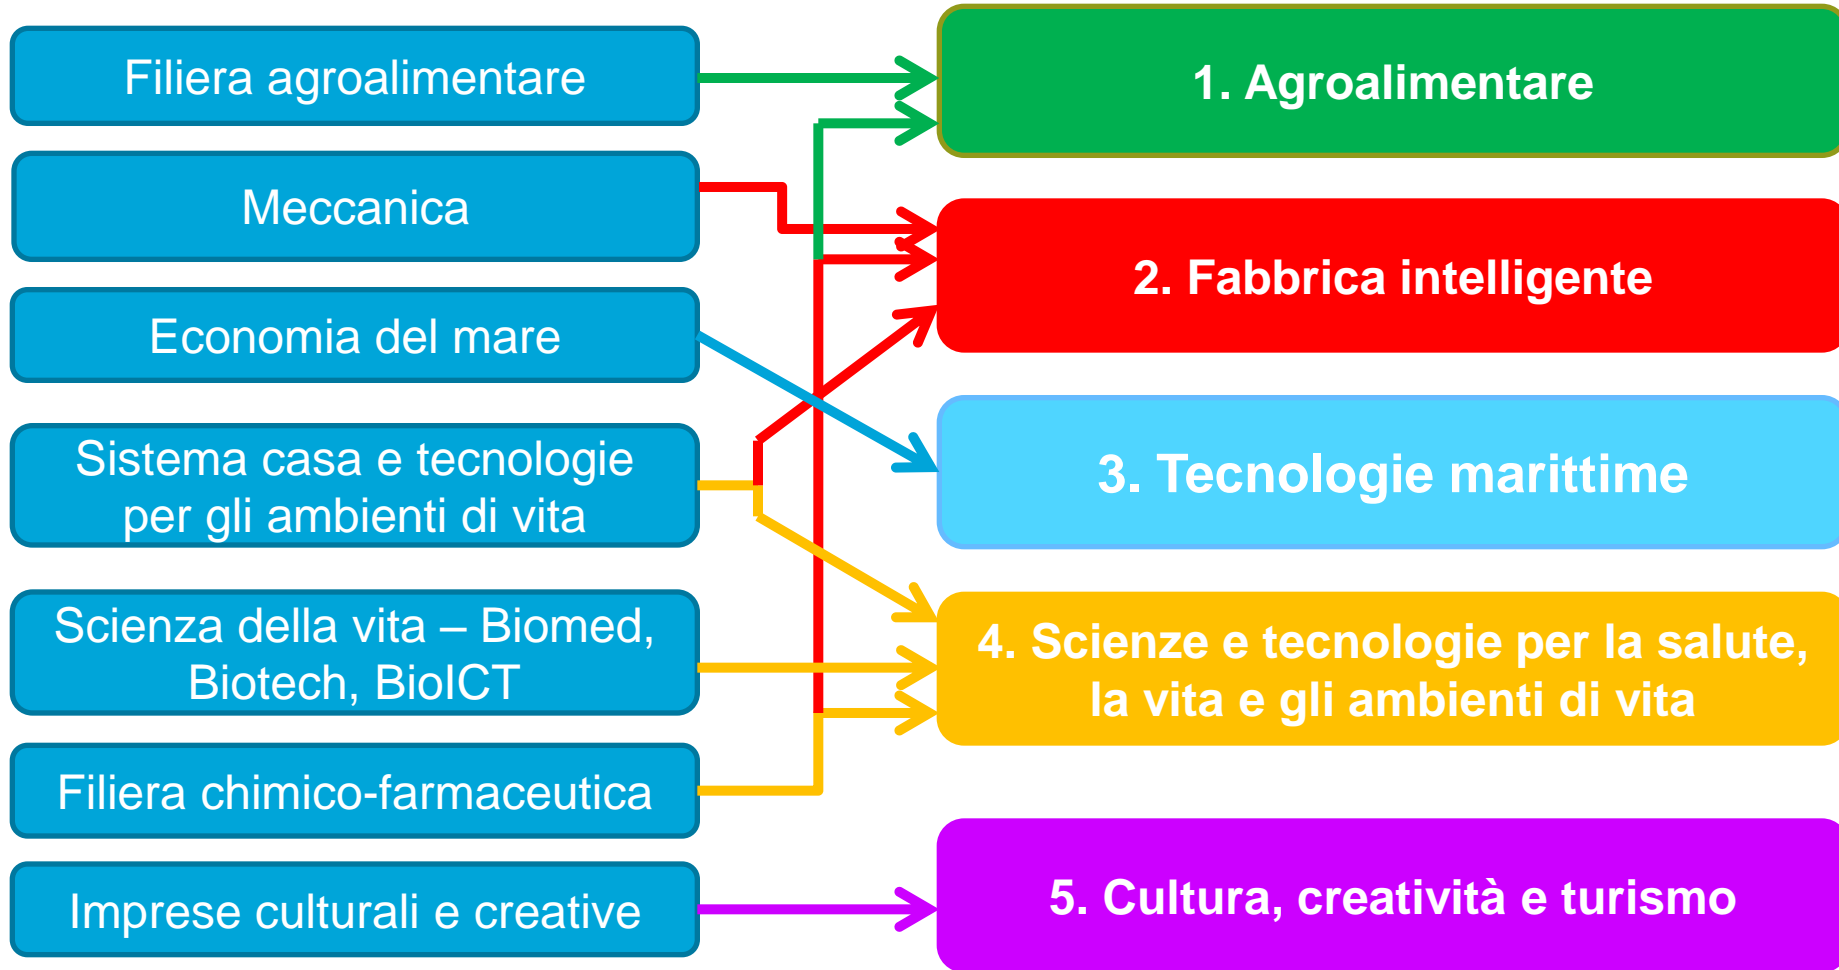 Filiera agroalimentare
Meccanica
Economia del mare
Sistema casa e tecnologie
per gli ambienti di vita
Scienza della vita – Biomed,
Biotech, BioICT
Filiera chimico-farmaceutica
Imprese culturali e creative
1. Agroalimentare
2. Fabbrica intelligente
3. Tecnologie marittime
4. Scienze e tecnologie per la salute,
la vita e gli ambienti di vita
5. Cultura, creatività e turismo